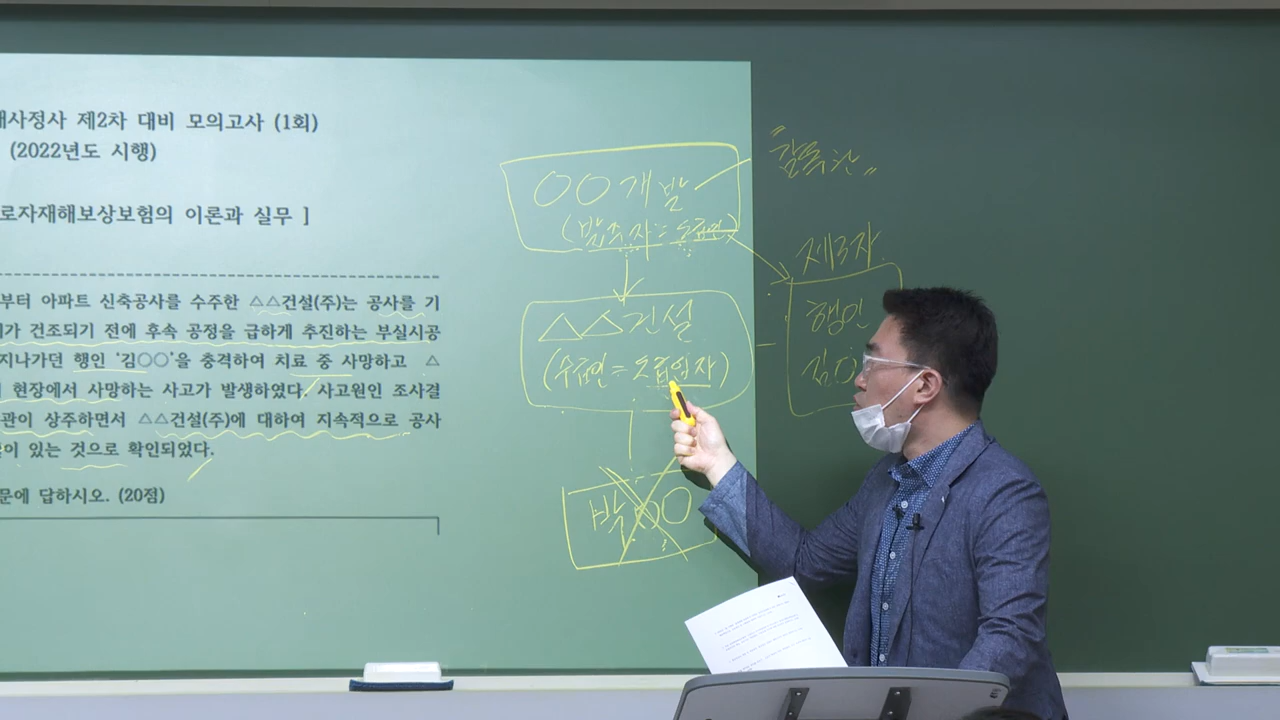 해사정사 제2차 대비 모의고사 (1회)
(2022년도 시행)
로자재해보상보험의 이론과 실무 ]
부터 아파트 신축공사를 수주한 △△건설(주)는 공사를 기
가 건조되기 전에 후속 공정을 급하게 추진하는 부실시공
지나가던 행인 '김○○'을 충격하여 치료 중 사망하고 △
현장에서 사망하는 사고가 발생하였다. 사고원인 조사결
관이 상주하면서 △△건설(주)에 대하여 지속적으로 공사
이 있는 것으로 확인되었다.
문에 답하시오. (20점)
"감독관"
○○개발
(발주자=도급인)
제3자
△△건설
(수급인=도급업자)
행인
김○
박○○